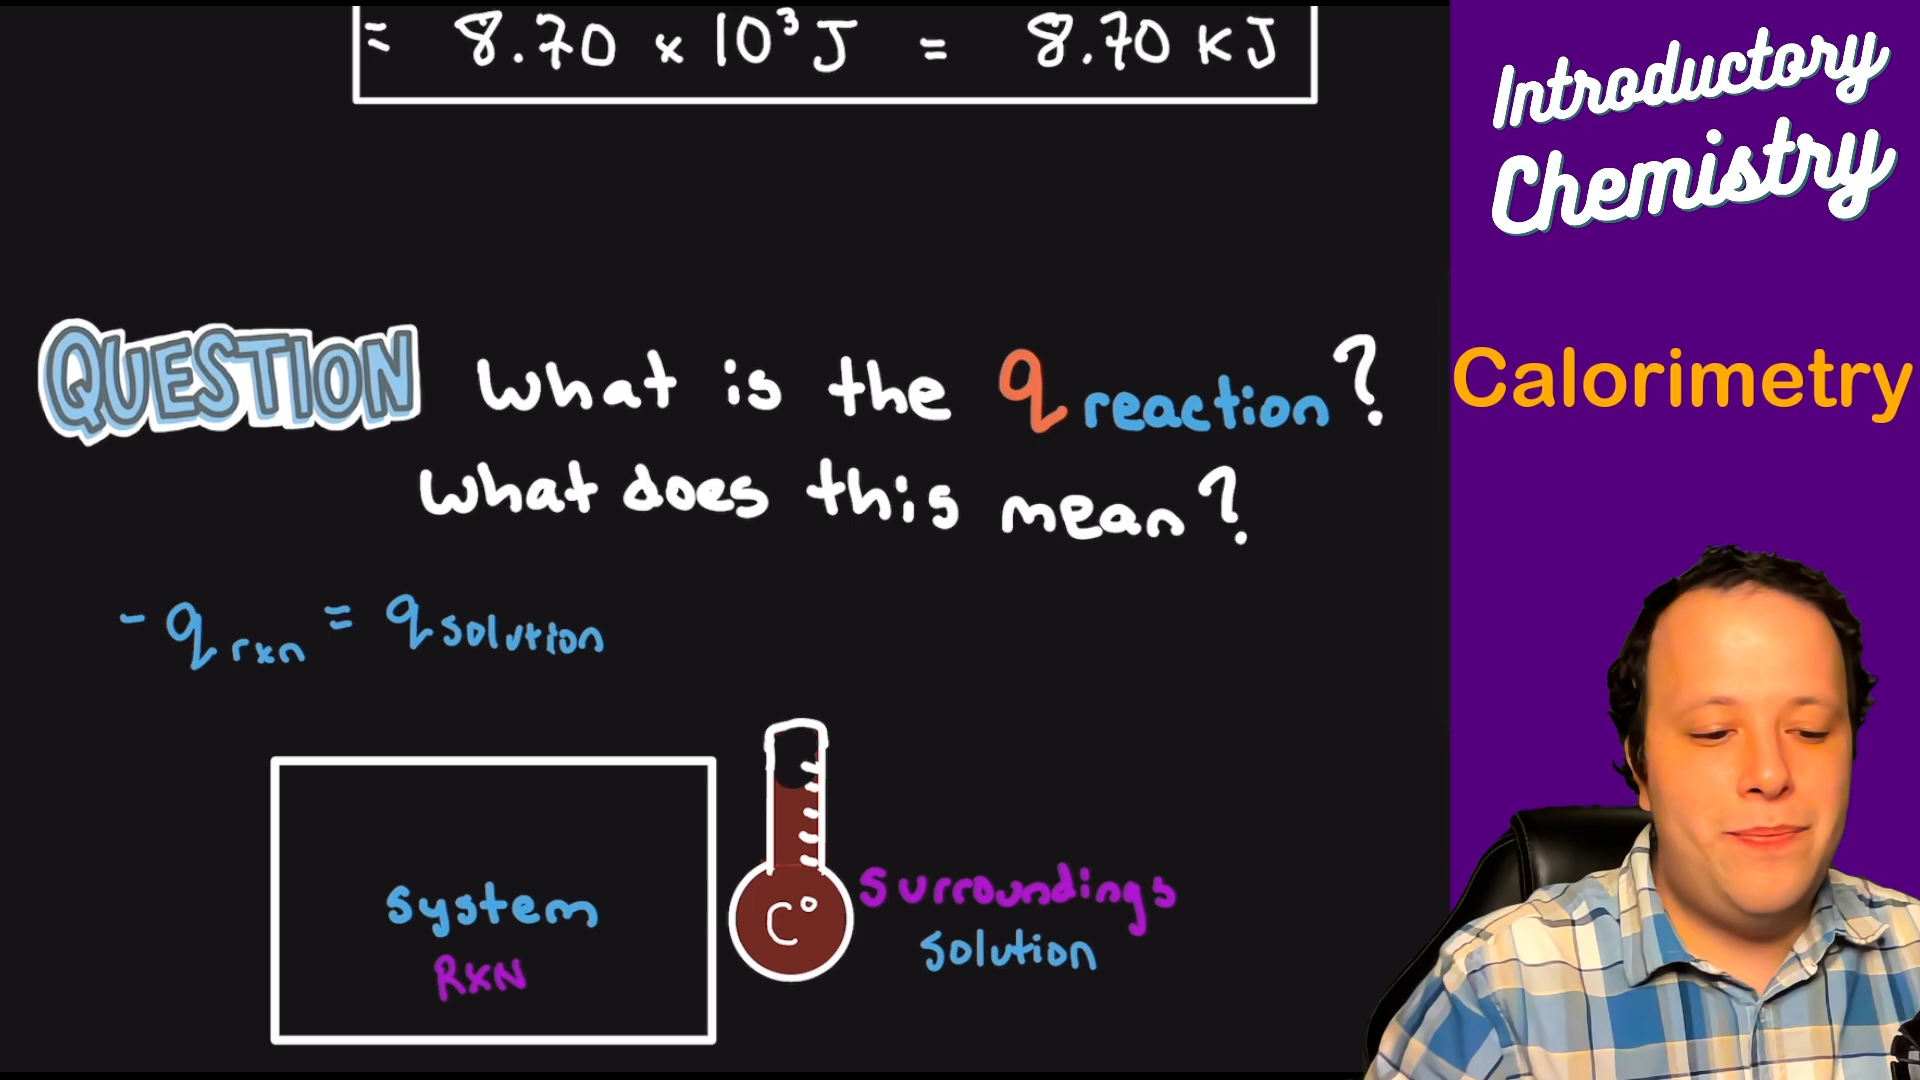 = 8.70 x 10³ J = 8.70 KJ
QUESTION What is the q reaction?
What does this mean?
- q rxn = q solution
system
RXN
C°
surroundings
solution
Introductory
Chemistry
Calorimetry